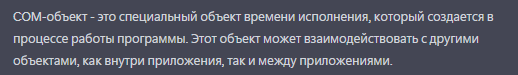 COM-объект - это специальный объект времени исполнения, который создается в
процессе работы программы. Этот объект может взаимодействовать с другими
объектами, как внутри приложения, так и между приложениями.